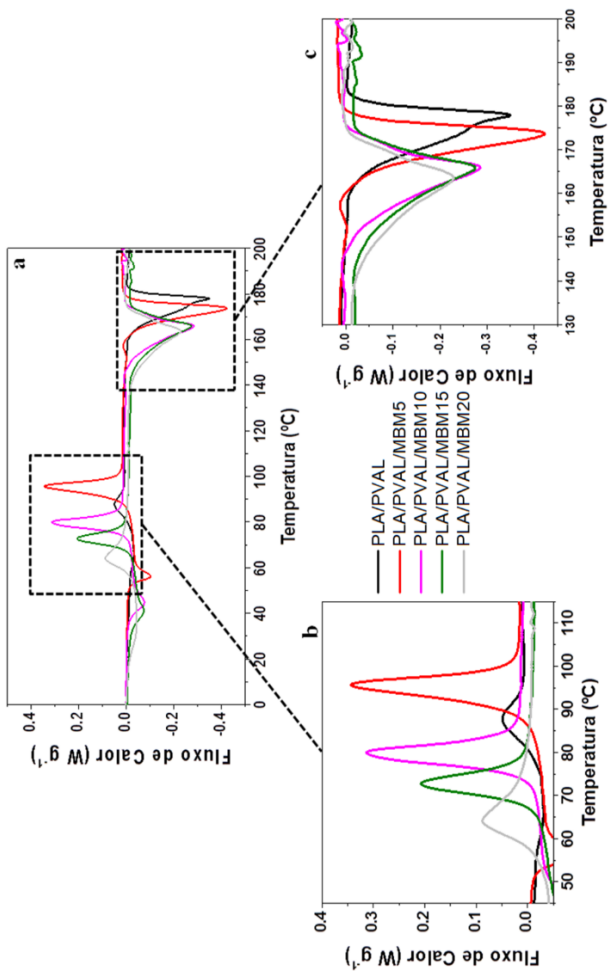 a
Fluxo de Calor (W g⁻¹)
0.4
0.2
0.0
-0.2
-0.4
0 20 40 60 80 100 120 140 160 180 200
Temperatura (ºC)
b
Fluxo de Calor (W g⁻¹)
0.4
0.3
0.2
0.1
0.0
50 60 70 80 90 100 110
Temperatura (ºC)
PLA/PVAL
PLA/PVAL/MBM5
PLA/PVAL/MBM10
PLA/PVAL/MBM15
PLA/PVAL/MBM20
c
Fluxo de Calor (W g⁻¹)
0.0
-0.1
-0.2
-0.3
-0.4
130 140 150 160 170 180 190 200
Temperatura (ºC)